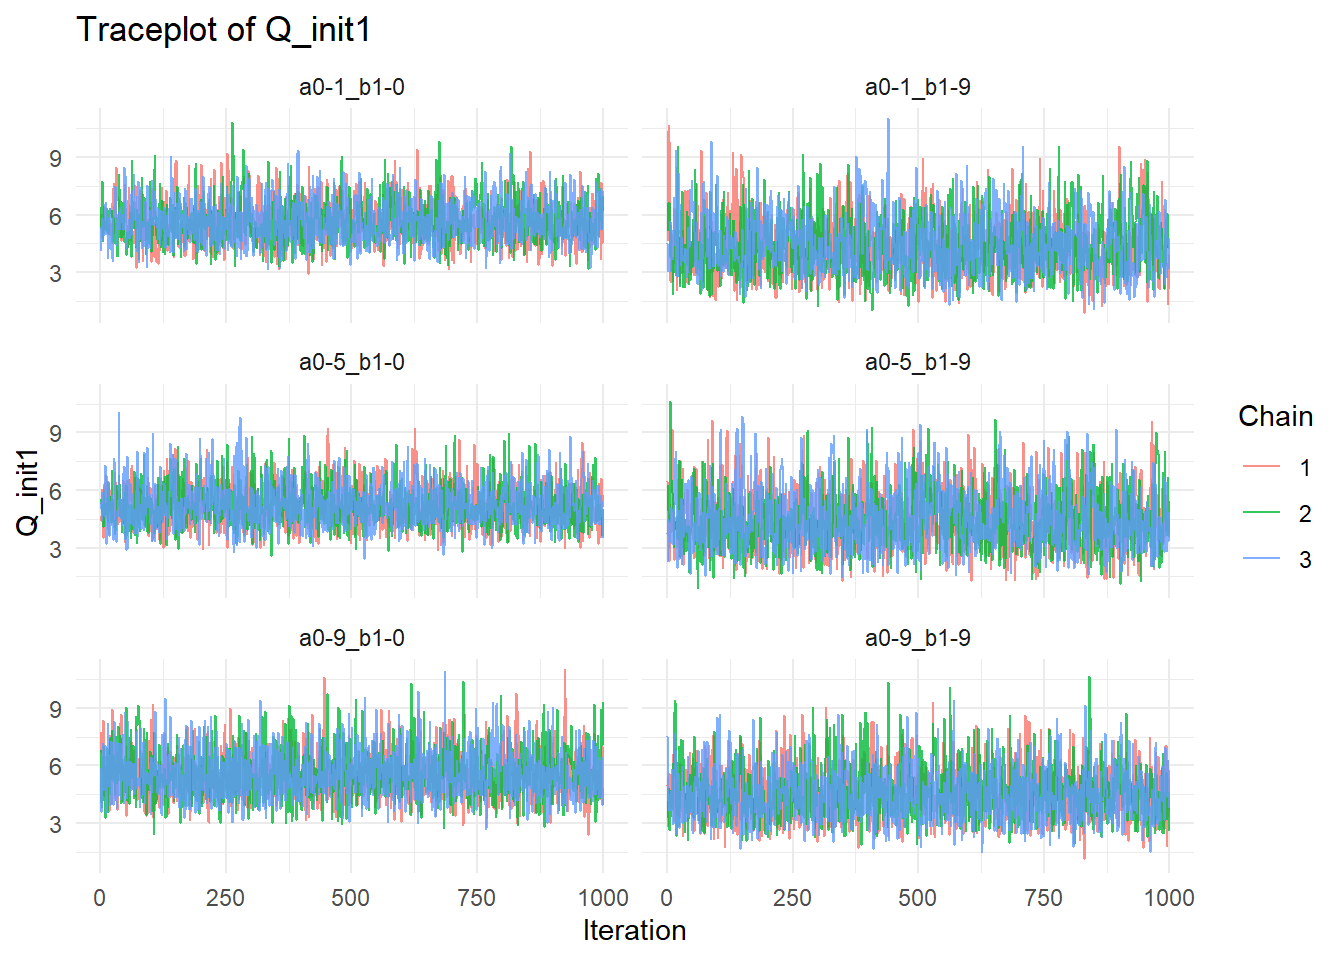 Traceplot of Q_init1
a0-1_b1-0
a0-1_b1-9
9
6
3
a0-5_b1-0
a0-5_b1-9
9
6
3
a0-9_b1-0
a0-9_b1-9
9
6
3
0 250 500 750 1000
0 250 500 750 1000
Iteration
Q_init1
Chain
1
2
3